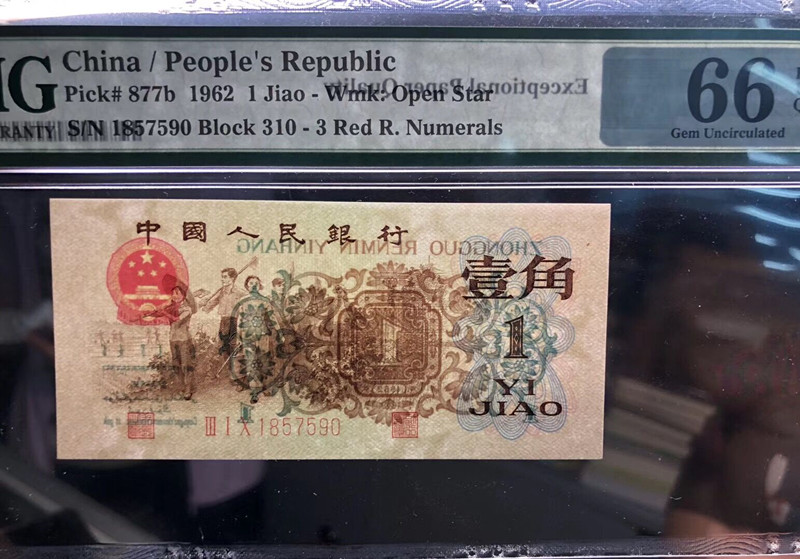 China / People's Republic
Pick# 877b 1962 1 Jiao - Wmk: Open Star
S/N 1857590 Block 310 - 3 Red R. Numerals
Exceptional Paper Quality
66
Gem Uncirculated
中國人民銀行
ZHONGGUO RENMIN YINHANG
壹角
1
1
YI
JIAO
III I X 1857590